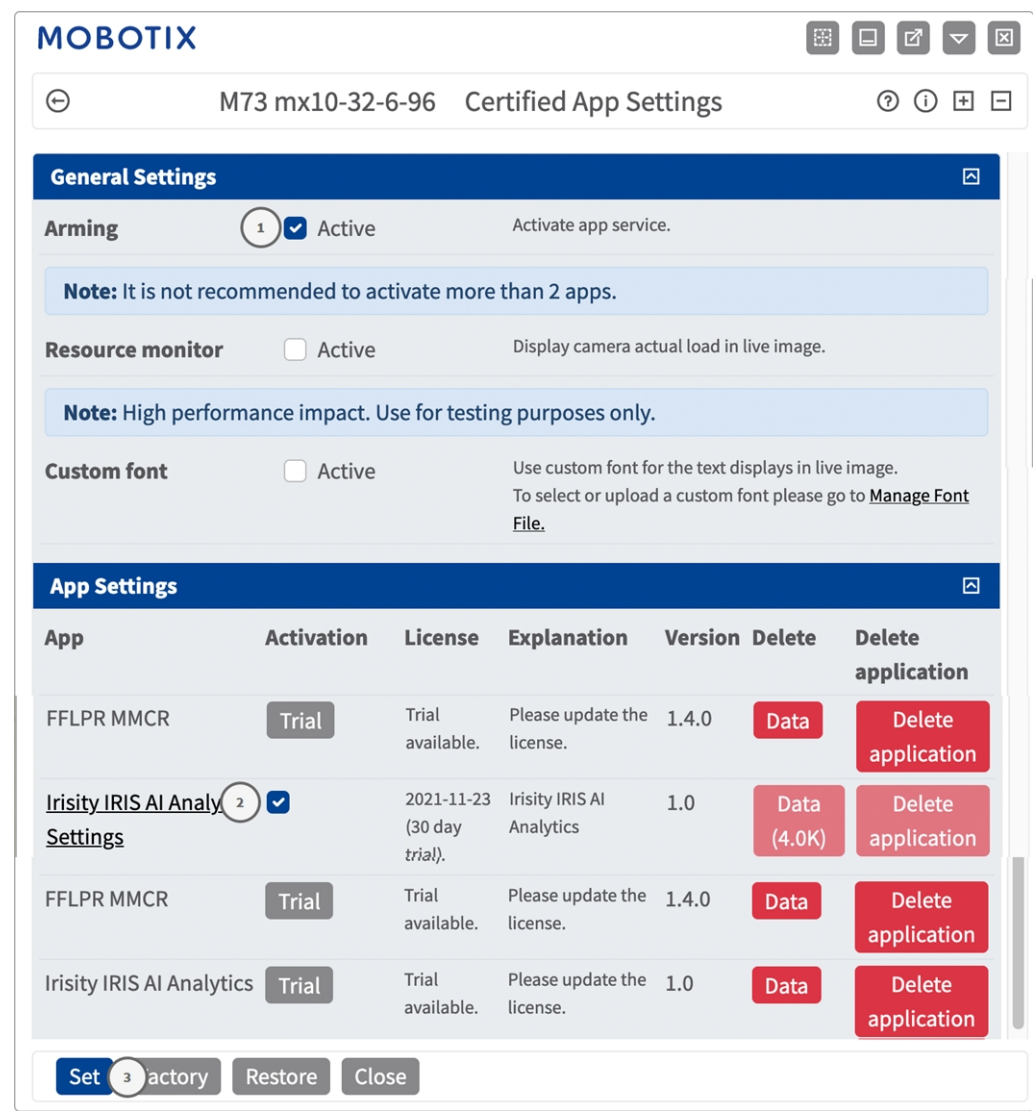 MOBOTIX
M73 mx10-32-6-96 Certified App Settings
General Settings
Arming 1 Active Activate app service.
Note: It is not recommended to activate more than 2 apps.
Resource monitor Active Display camera actual load in live image.
Note: High performance impact. Use for testing purposes only.
Custom font Active Use custom font for the text displays in live image.
To select or upload a custom font please go to Manage Font
File.
App Settings
App Activation License Explanation Version Delete Delete
application
FFLPR MMCR Trial Trial Please update the 1.4.0 Data Delete
available. license. application
Irisity IRIS AI Analy 2 2021-11-23 Irisity IRIS AI 1.0 Data Delete
Settings (30 day Analytics (4.0K) application
trial).
FFLPR MMCR Trial Trial Please update the 1.4.0 Data Delete
available. license. application
Irisity IRIS AI Analytics Trial Trial Please update the 1.0 Data Delete
available. license. application
Set 3 actory Restore Close